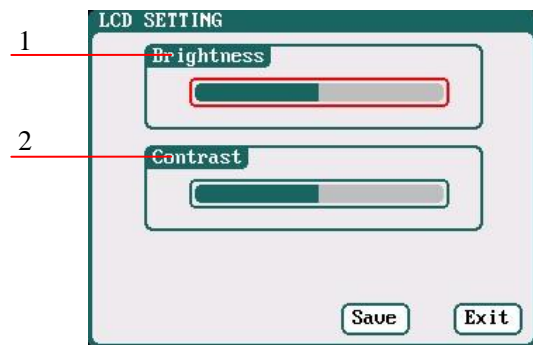 LCD SETTING
1
Brightness
2
Contrast
Save Exit